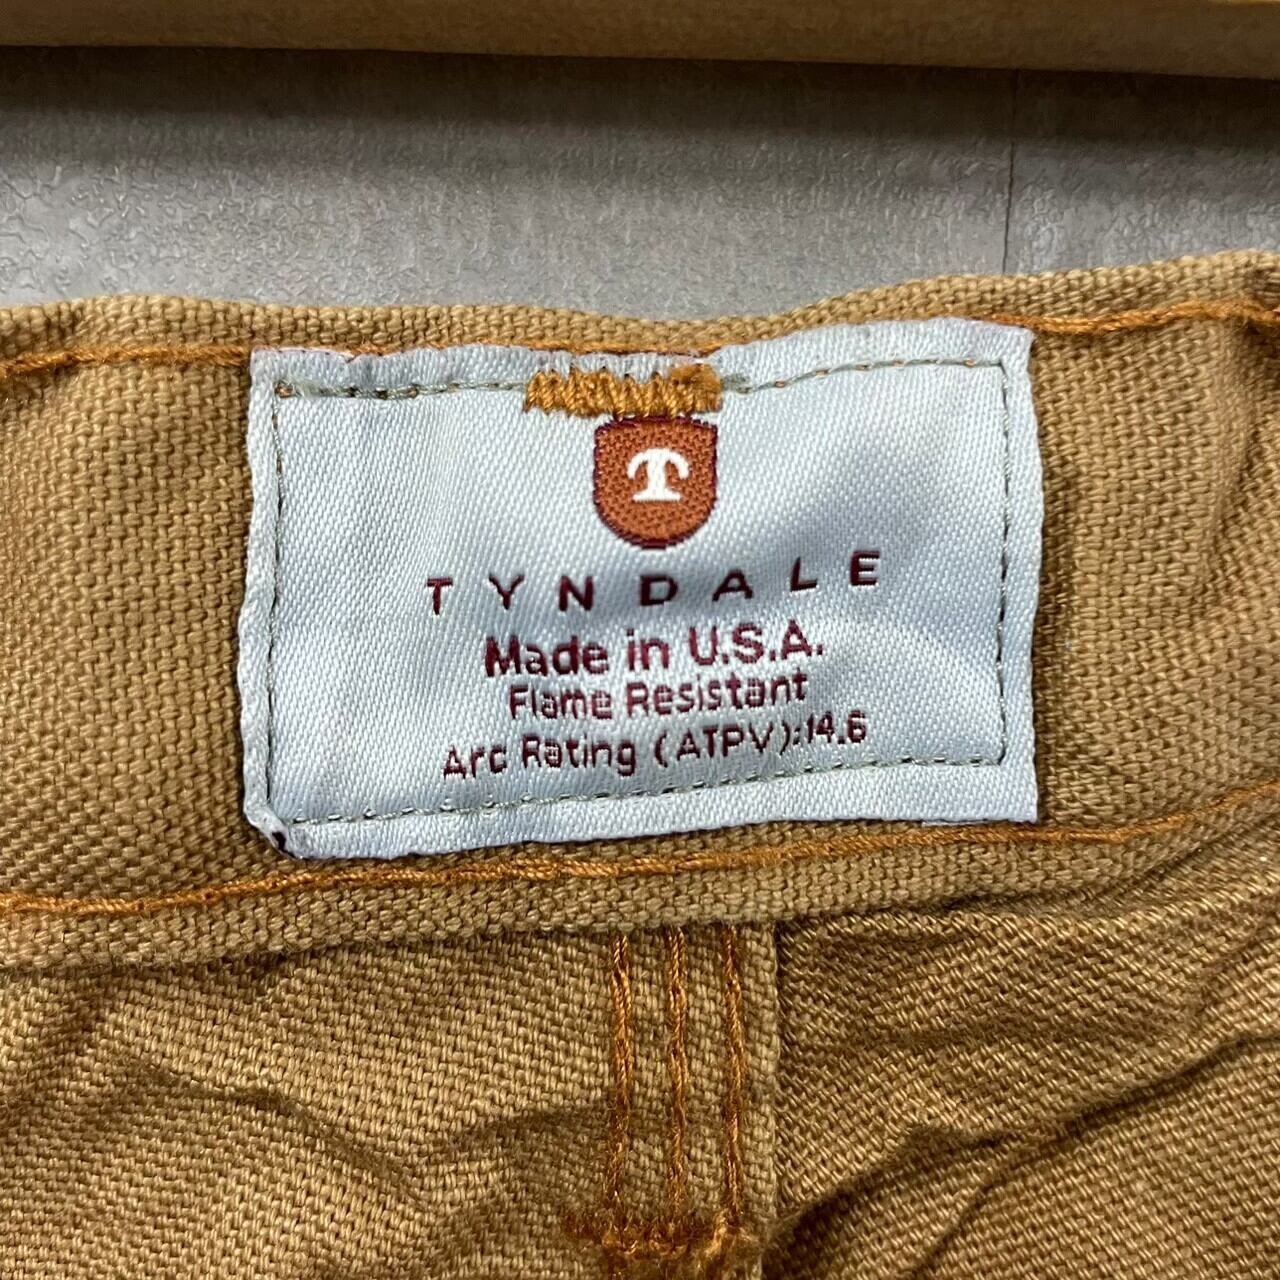 T
TYNDALE
Made in U.S.A.
Flame Resistant
Arc Rating (ATPV):14.6